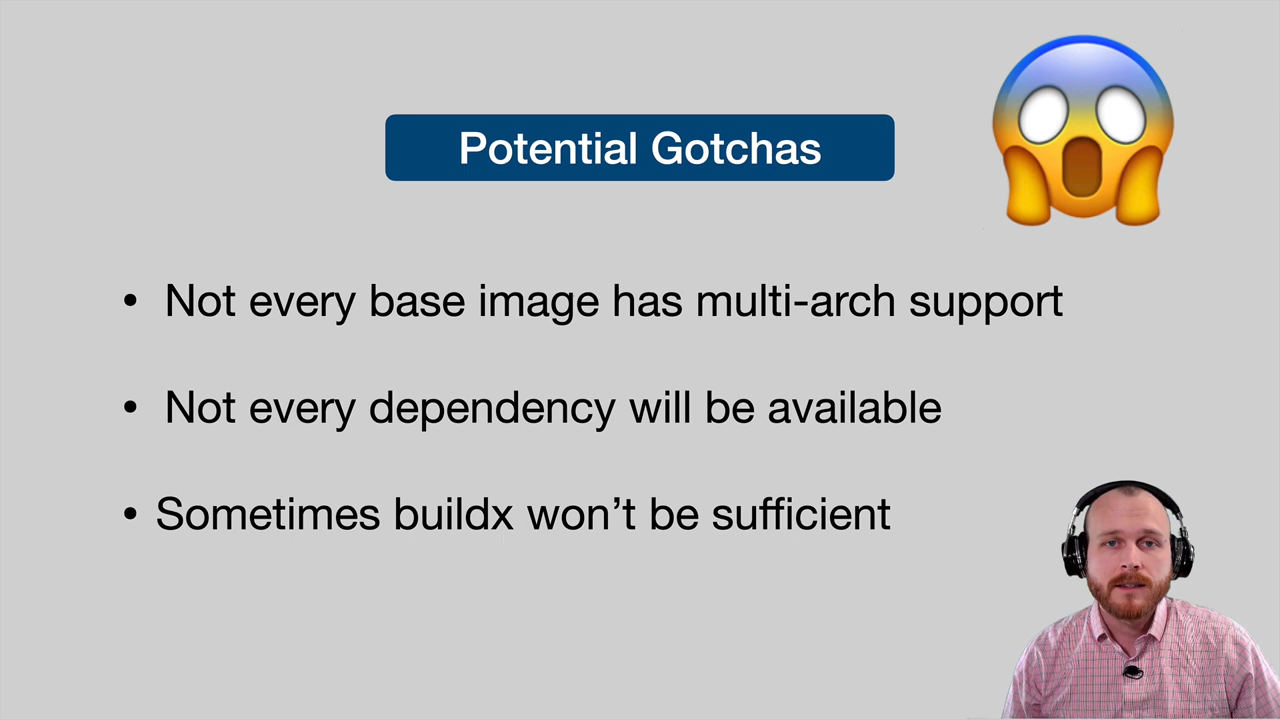 Potential Gotchas
• Not every base image has multi-arch support
• Not every dependency will be available
• Sometimes buildx won’t be sufficient